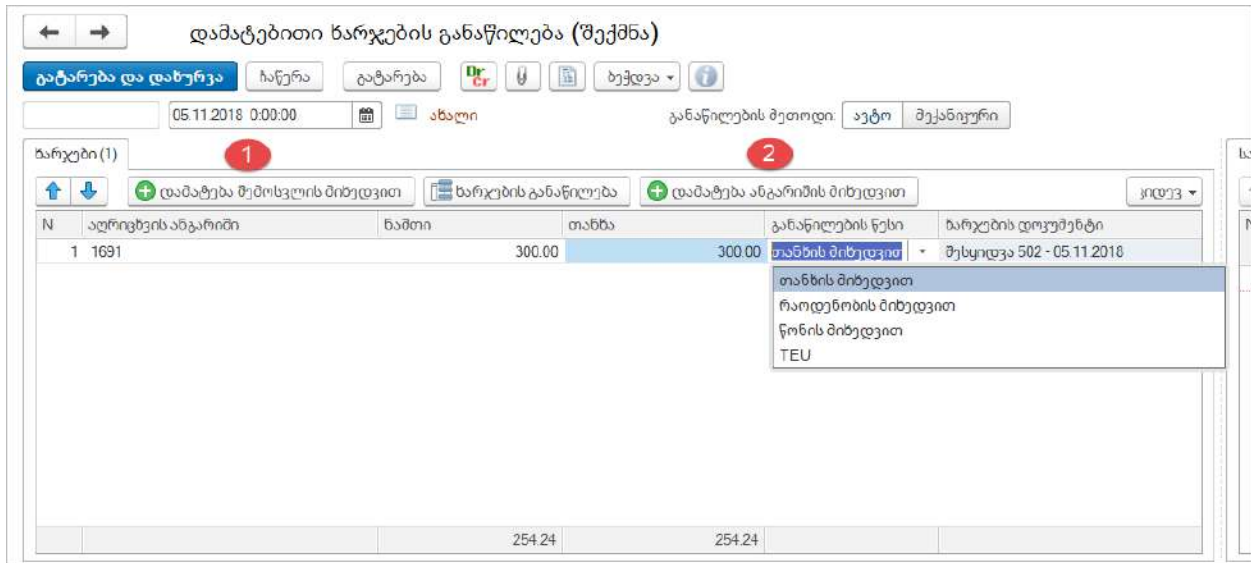 დამატებითი ხარჯების განაწილება (შექმნა)
გატარება და დახურვა ჩაწერა გატარება Dr Cr ბეჭდვა
05.11.2018 0:00:00 ახალი განაწილების მეთოდი: ავტო მექანიკური
ხარჯები (1) 1 2
დამატება შემოსვლის მიხედვით ხარჯების განაწილება დამატება ანგარიშის მიხედვით კიდევ
N აღრიცხვის ანგარიში ნაშთი თანხა განაწილების წესი ხარჯების დოკუმენტი
1 1691 300.00 300.00 თანხის მიხედვით შესყიდვა 502 - 05.11.2018
თანხის მიხედვით
რაოდენობის მიხედვით
წონის მიხედვით
TEU
254.24 254.24